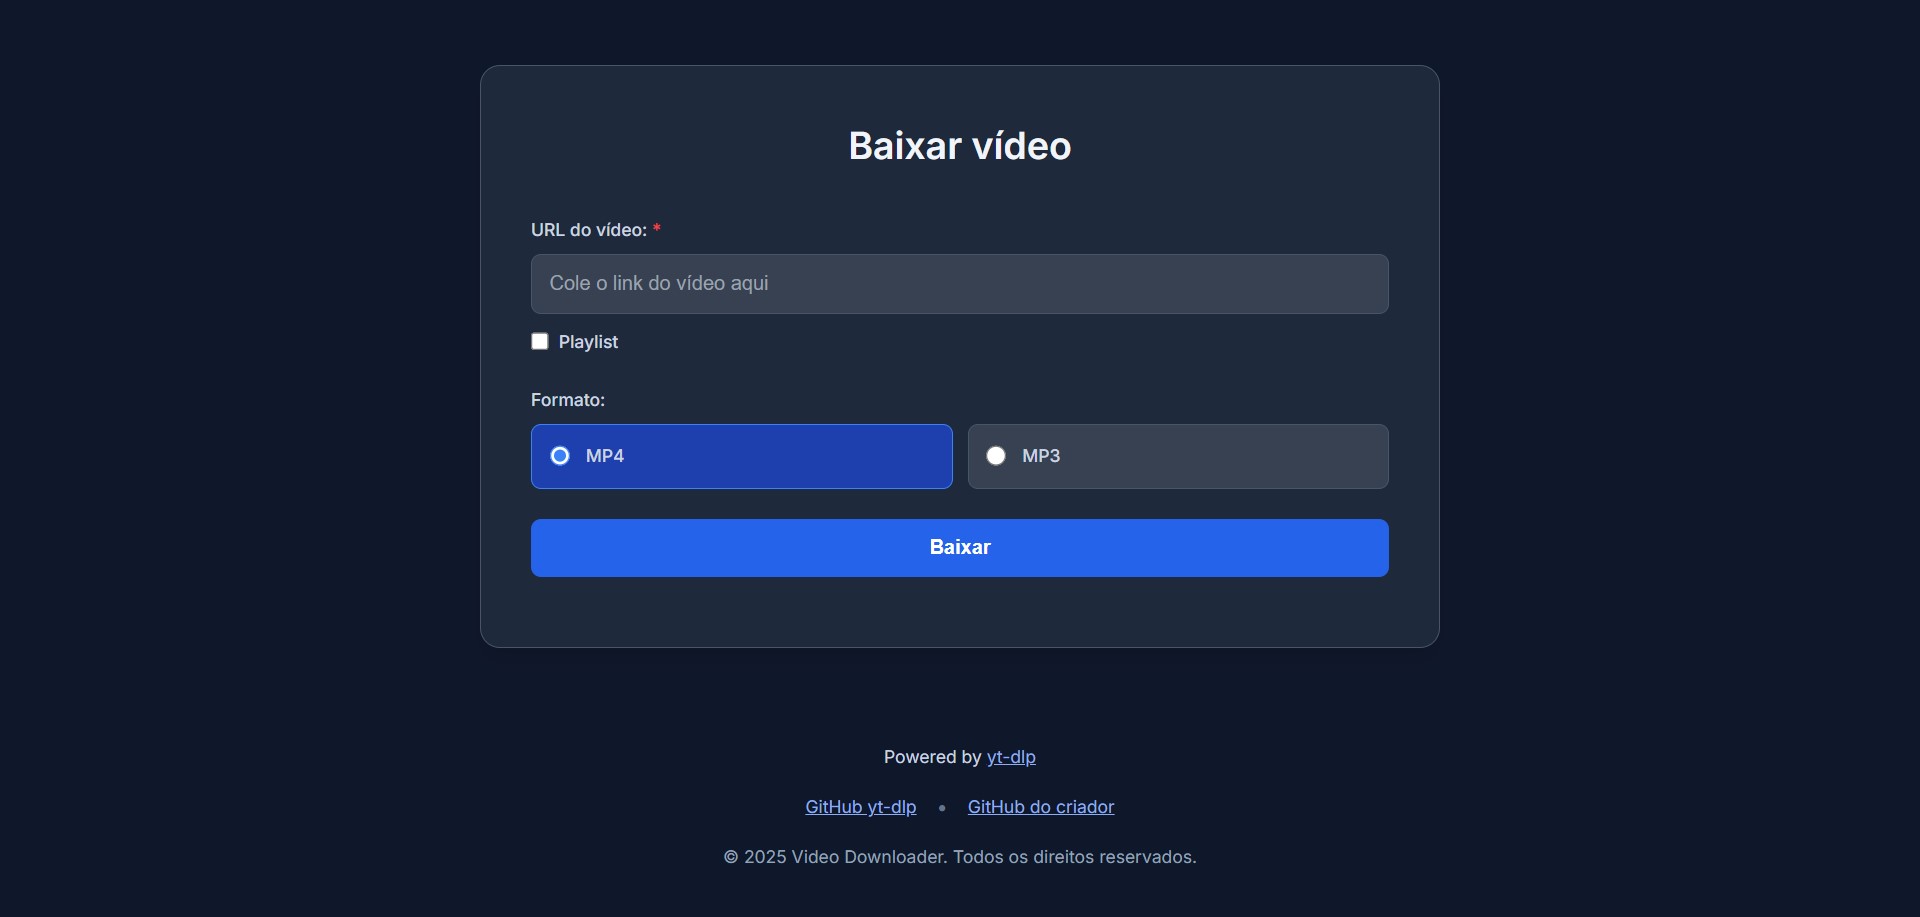 Baixar vídeo
URL do vídeo: *
Cole o link do vídeo aqui
Playlist
Formato:
MP4
MP3
Baixar
Powered by yt-dlp
GitHub yt-dlp • GitHub do criador
© 2025 Video Downloader. Todos os direitos reservados.